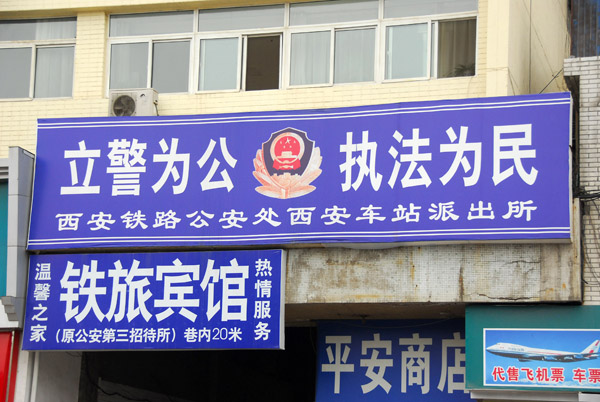 立警为公 执法为民
西安铁路公安处西安车站派出所
温馨之家
铁旅宾馆
热情服务
(原公安第三招待所)巷内20米
平安商店
代售飞机票 车票